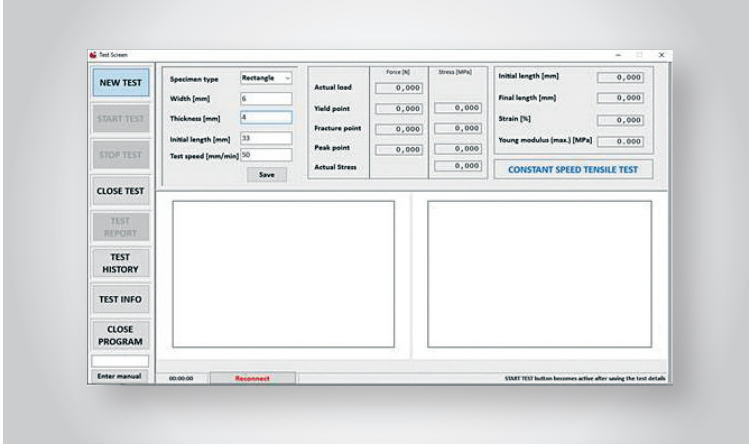 Test Screen
NEW TEST
START TEST
STOP TEST
CLOSE TEST
TEST
REPORT
TEST
HISTORY
TEST INFO
CLOSE
PROGRAM
Enter manual
Specimen type Rectangle
Width [mm] 6
Thickness [mm] 4
Initial length [mm] 33
Test speed [mm/min] 50
Save
Force [N] Stress [MPa]
Actual load 0,000
Yield point 0,000 0,000
Fracture point 0,000 0,000
Peak point 0,000 0,000
Actual Stress 0,000
Initial length [mm] 0,000
Final length [mm] 0,000
Strain [%] 0,000
Young modulus (max.) [MPa] 0.000
CONSTANT SPEED TENSILE TEST
00:00:00 Reconnect START TEST button becomes active after saving the test details